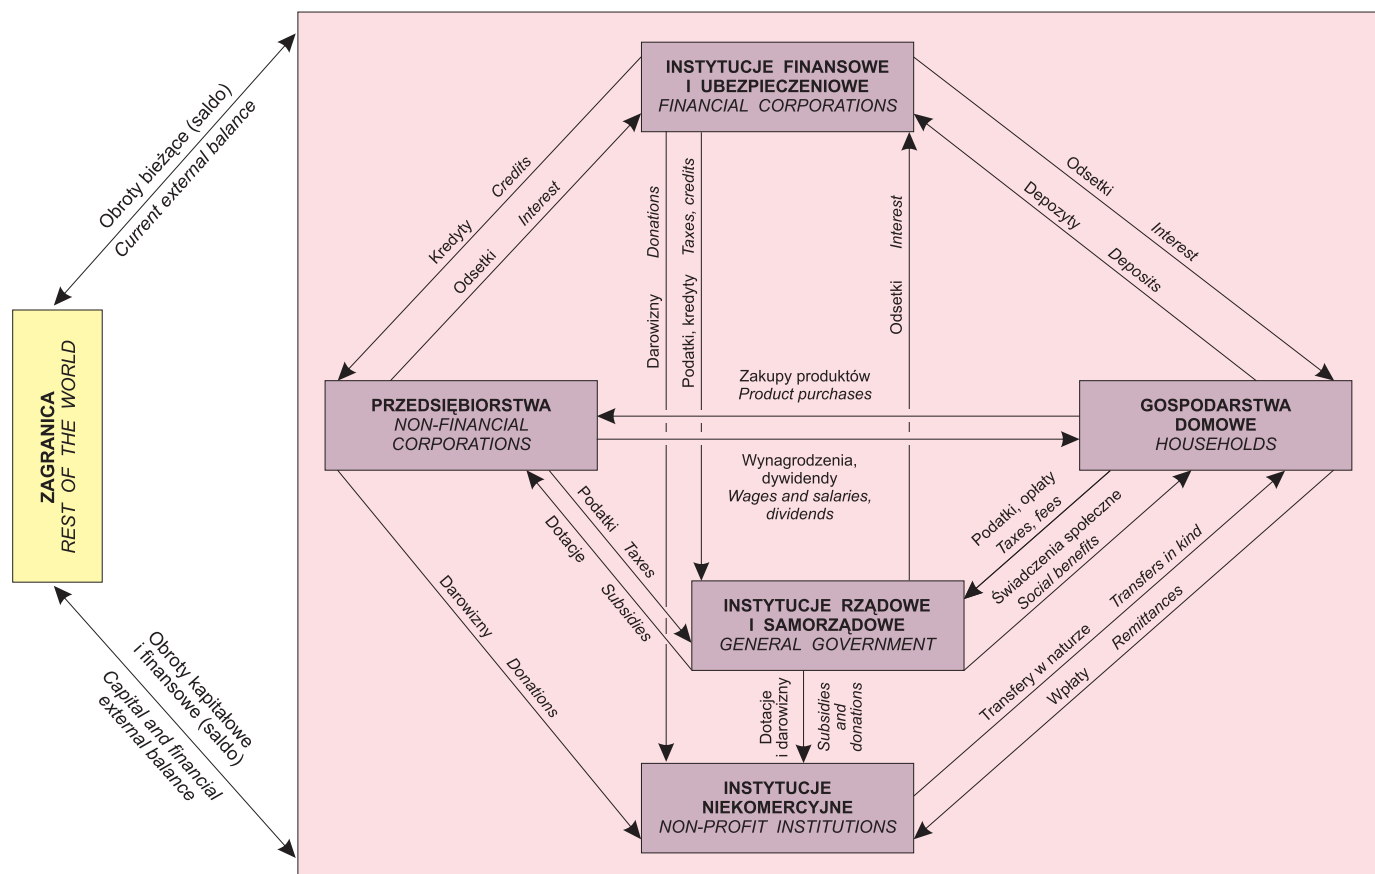 Obroty bieżące (saldo)
Current external balance
ZAGRANICA
REST OF THE WORLD
Obroty kapitałowe
i finansowe (saldo)
Capital and financial
external balance
INSTYTUCJE FINANSOWE
I UBEZPIECZENIOWE
FINANCIAL CORPORATIONS
Kredyty Credits
Odsetki Interest
Darowizny Donations
Podatki, kredyty Taxes, credits
Odsetki Interest
Depozyty Deposits
Odsetki Interest
PRZEDSIĘBIORSTWA
NON-FINANCIAL
CORPORATIONS
Zakupy produktów
Product purchases
Wynagrodzenia,
dywidendy
Wages and salaries,
dividends
GOSPODARSTWA
DOMOWE
HOUSEHOLDS
Podatki Taxes
Dotacje Subsidies
Darowizny Donations
Podatki, opłaty
Taxes, fees
Świadczenia społeczne
Social benefits
Transfery w naturze Transfers in kind
Wpłaty Remittances
INSTYTUCJE RZĄDOWE
I SAMORZĄDOWE
GENERAL GOVERNMENT
Dotacje
i darowizny
Subsidies
and
donations
INSTYTUCJE
NIEKOMERCYJNE
NON-PROFIT INSTITUTIONS